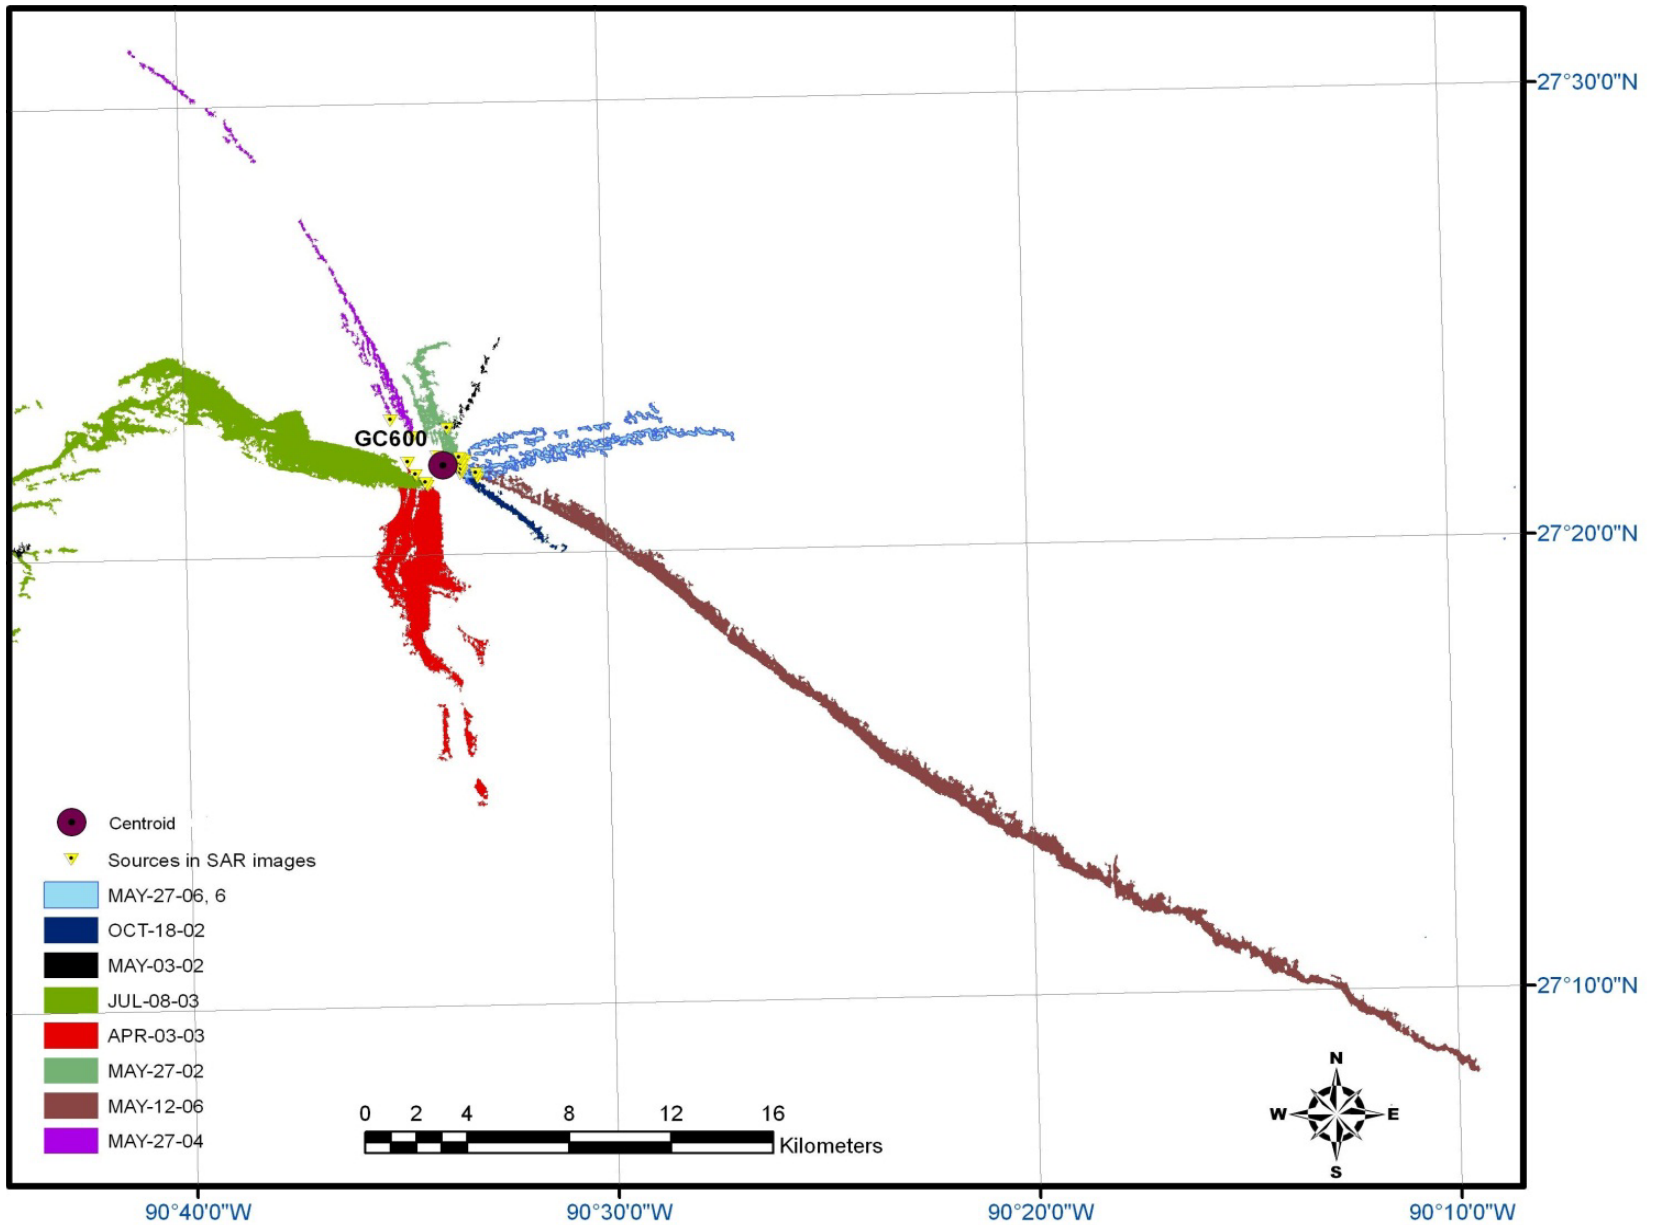 27°30'0"N
GC600
27°20'0"N
Centroid
Sources in SAR images
MAY-27-06, 6
OCT-18-02
MAY-03-02
JUL-08-03
APR-03-03
MAY-27-02
MAY-12-06
MAY-27-04
27°10'0"N
0 2 4 8 12 16
Kilometers
N
W E
S
90°40'0"W 90°30'0"W 90°20'0"W 90°10'0"W